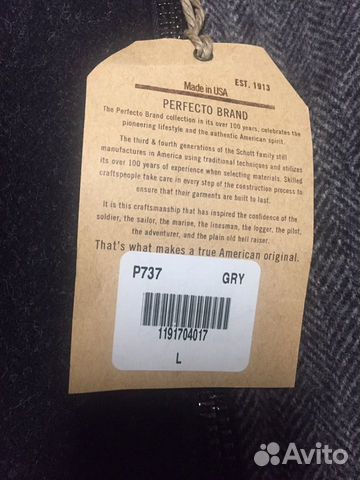 Made in USA
EST. 1913
PERFECTO BRAND
The Perfecto Brand collection in its over 100 years, celebrates the
pioneering lifestyle and the authentic American spirit.
The third & fourth generations of the Schott family still
manufactures in America using traditional techniques and utilizes
its over 100 years of experience when selecting materials. Skilled
craftspeople take care in every step of the construction process to
ensure that their garments are built to last.
It is this craftsmanship that has inspired the confidence of the
soldier, the sailor, the marine, the linesman, the logger, the pilot,
the adventurer, and the plain old hell raiser.
That's what makes a true American original.
P737 GRY
1191704017
L
Avito